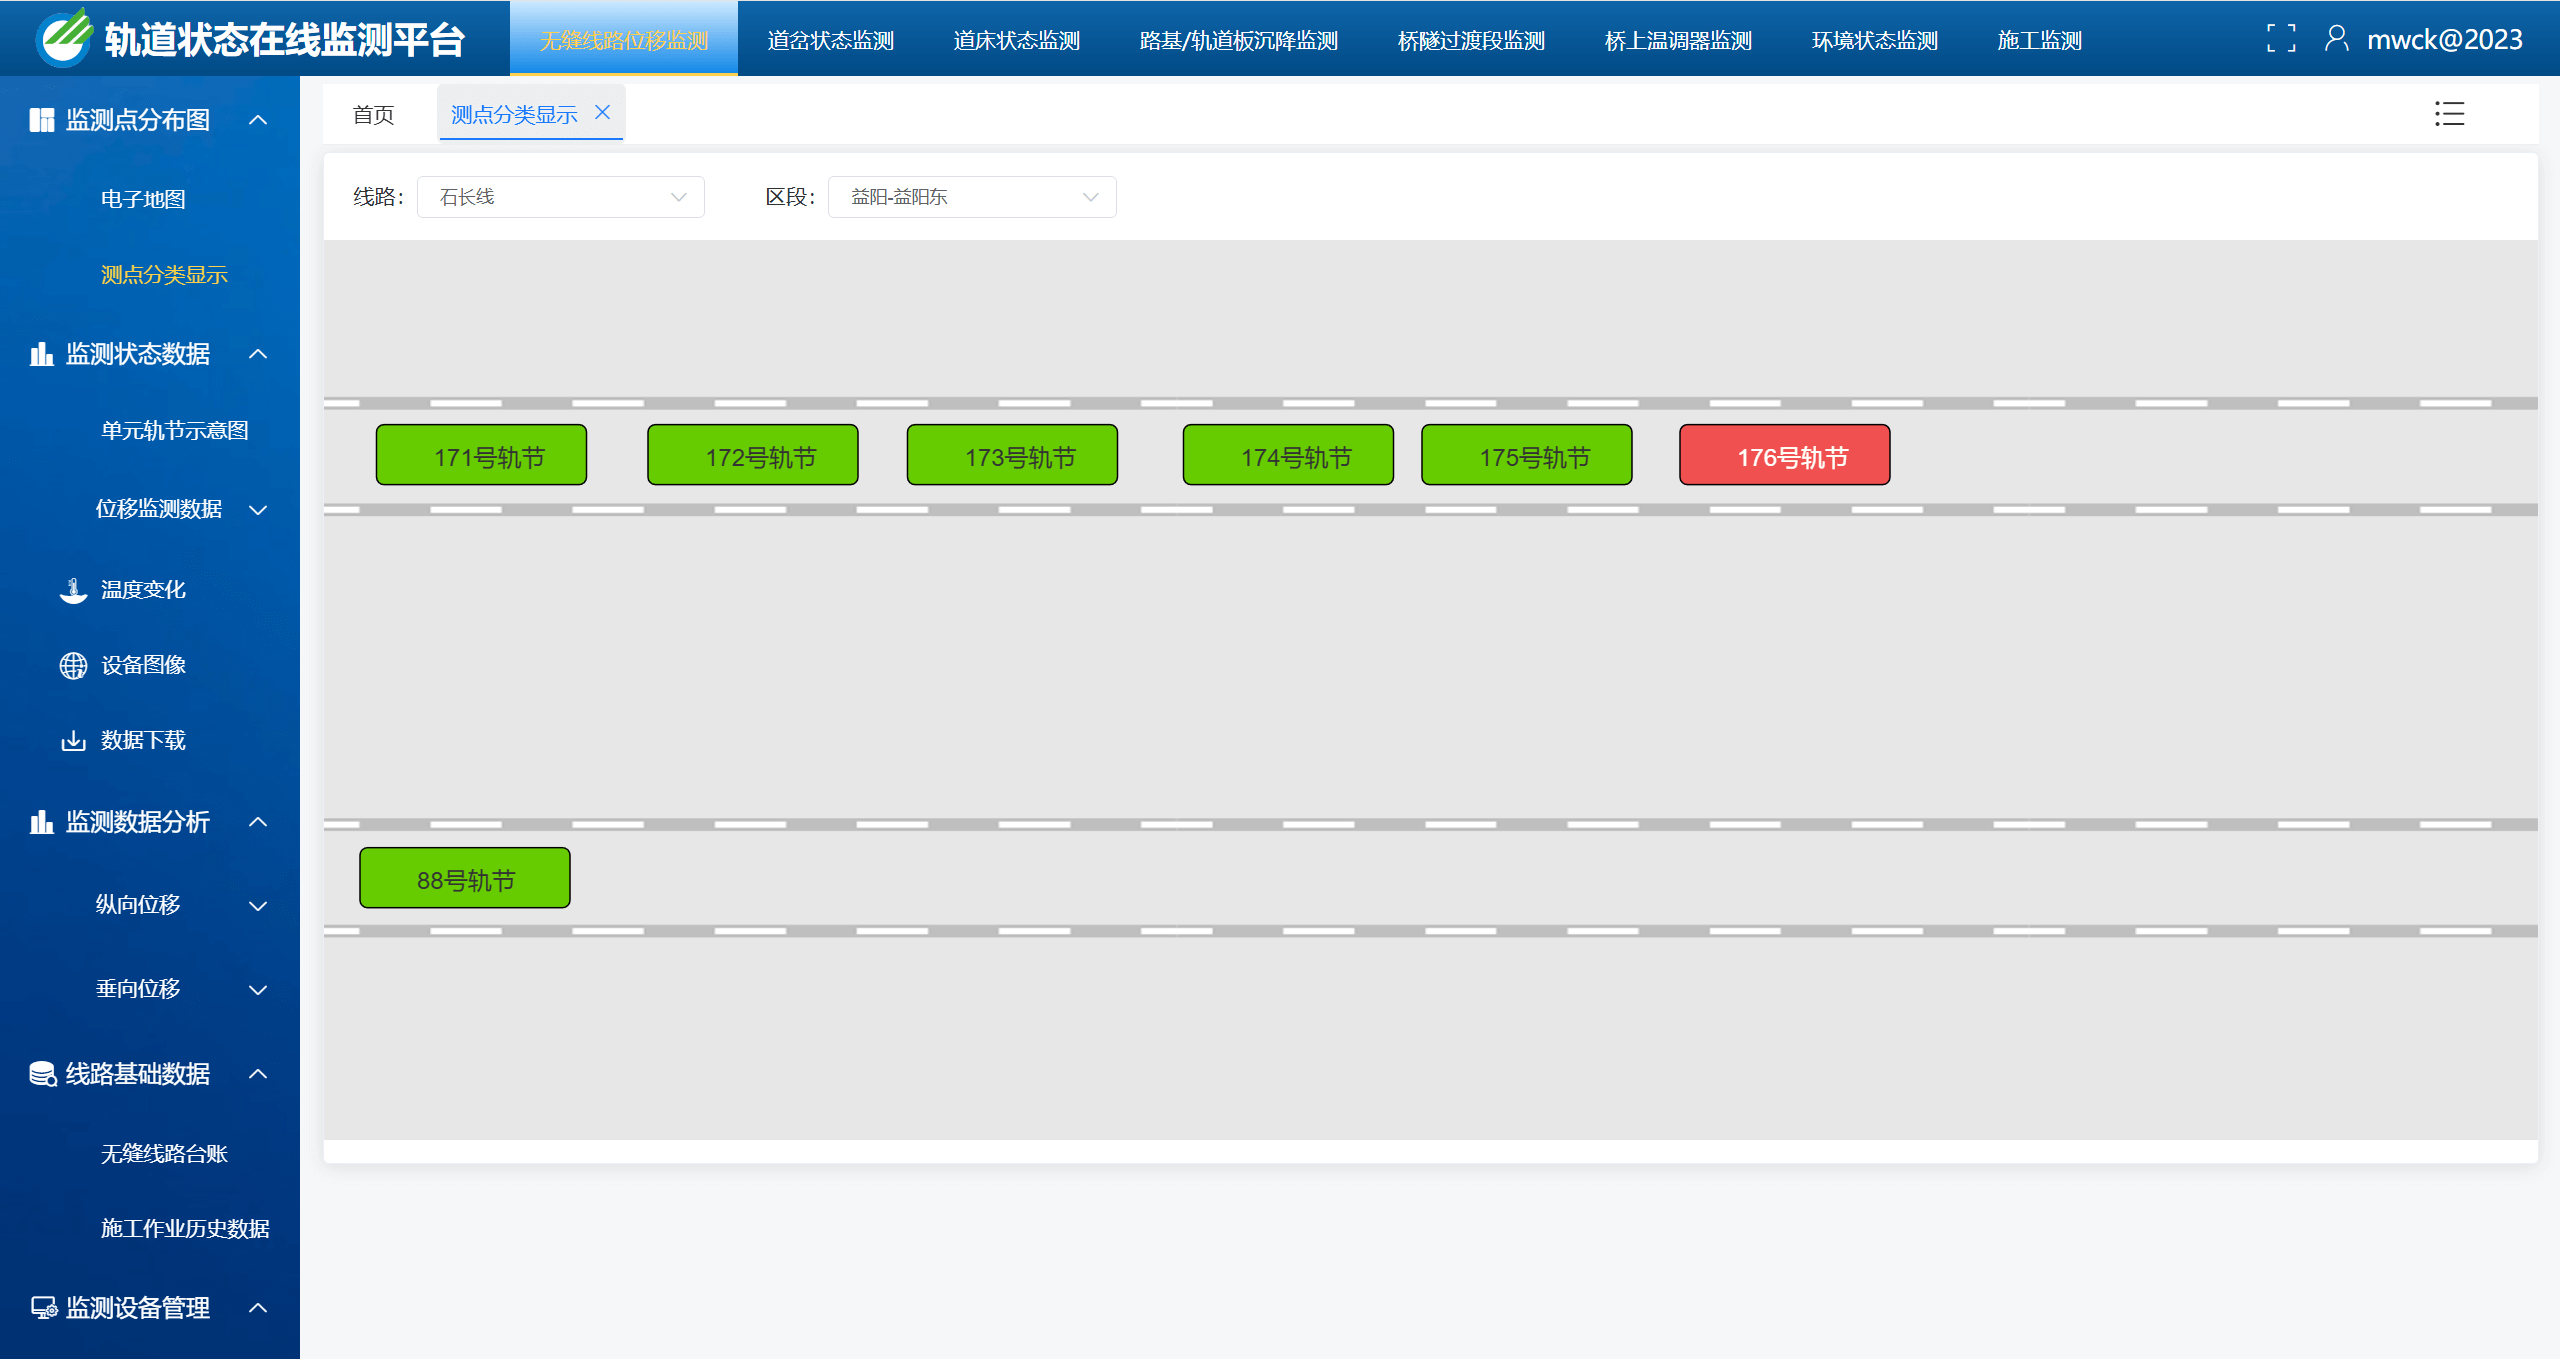 轨道状态在线监测平台
无缝线路位移监测
道岔状态监测
道床状态监测
路基/轨道板沉降监测
桥隧过渡段监测
桥上温调器监测
环境状态监测
施工监测
mwck@2023
监测点分布图
电子地图
测点分类显示
监测状态数据
单元轨节示意图
位移监测数据
温度变化
设备图像
数据下载
监测数据分析
纵向位移
垂向位移
线路基础数据
无缝线路台账
施工作业历史数据
监测设备管理
首页
测点分类显示
线路：
石长线
区段：
益阳-益阳东
171号轨节
172号轨节
173号轨节
174号轨节
175号轨节
176号轨节
88号轨节